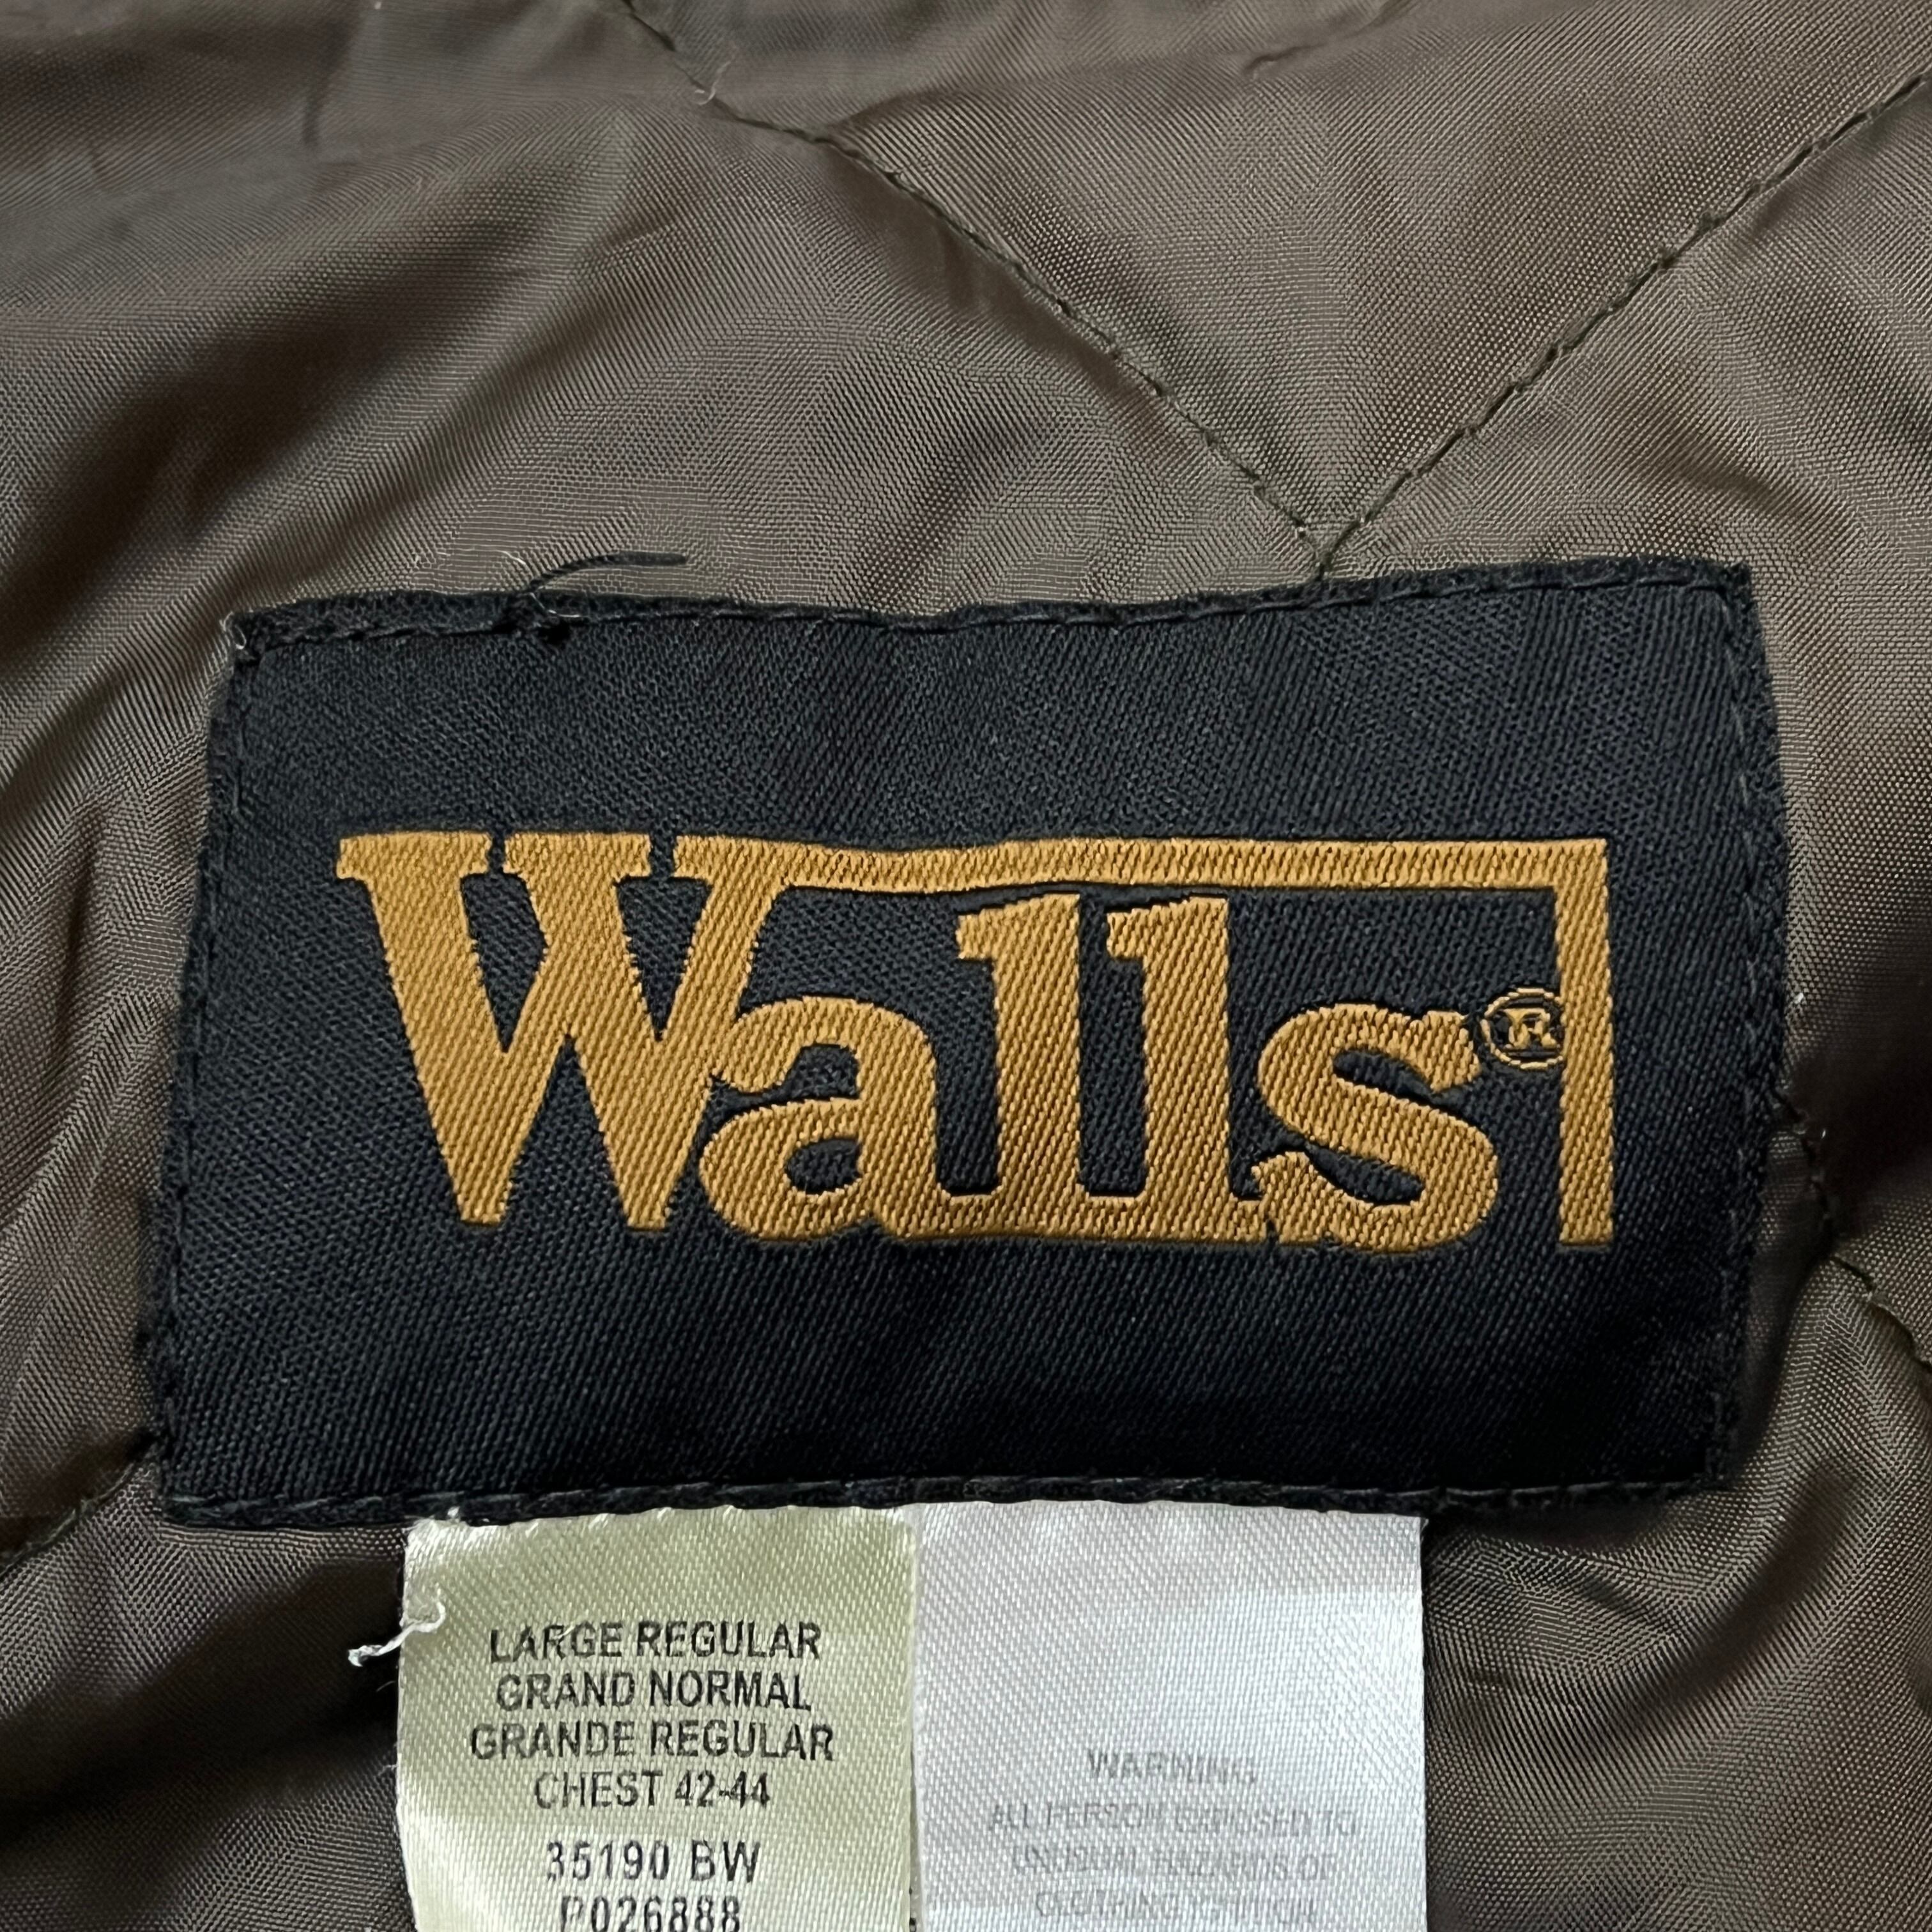 Walls®
LARGE REGULAR
GRAND NORMAL
GRANDE REGULAR
CHEST 42-44
35190 BW
P026888
WARNING
ALL PERSON EXPOSED TO
UNUSUAL HAZARDS OF
CLOTHING IGNITION